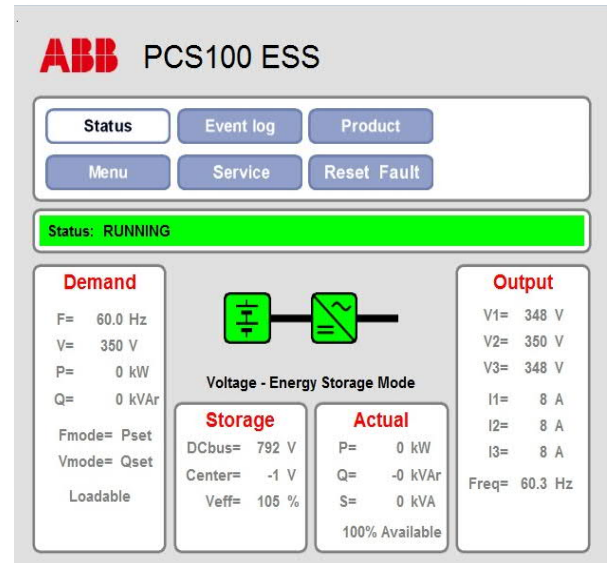 ABB PCS100 ESS
Status Event log Product
Menu Service Reset Fault
Status: RUNNING
Demand
F= 60.0 Hz
V= 350 V
P= 0 kW
Q= 0 kVAr
Fmode= Pset
Vmode= Qset
Loadable
Voltage - Energy Storage Mode
Storage
DCbus= 792 V
Center= -1 V
Veff= 105 %
Actual
P= 0 kW
Q= -0 kVAr
S= 0 kVA
100% Available
Output
V1= 348 V
V2= 350 V
V3= 348 V
I1= 8 A
I2= 8 A
I3= 8 A
Freq= 60.3 Hz